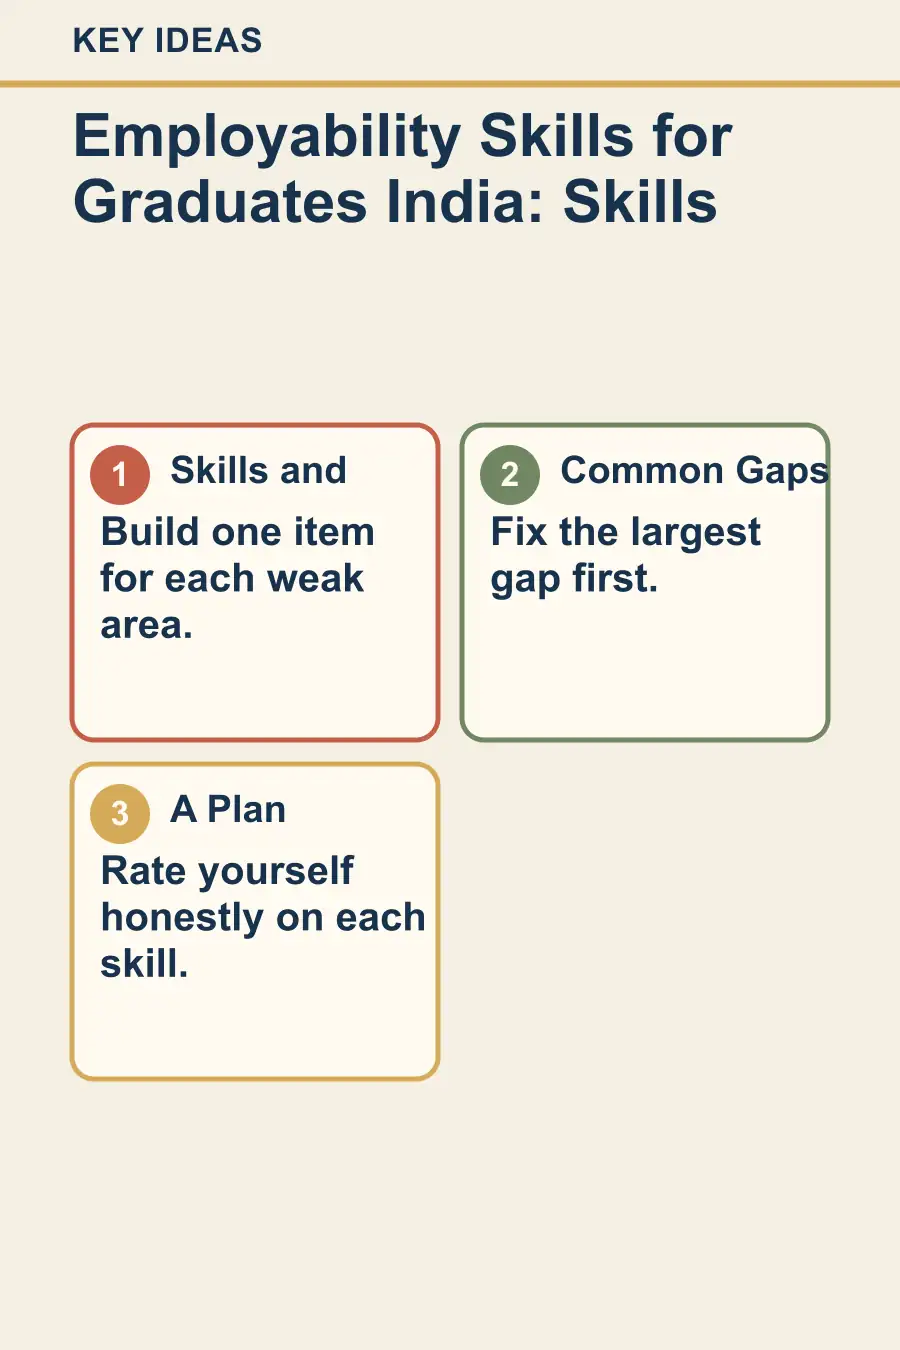 KEY IDEAS
Employability Skills for
Graduates India: Skills
1 Skills and
Build one item
for each weak
area.
2 Common Gaps
Fix the largest
gap first.
3 A Plan
Rate yourself
honestly on each
skill.